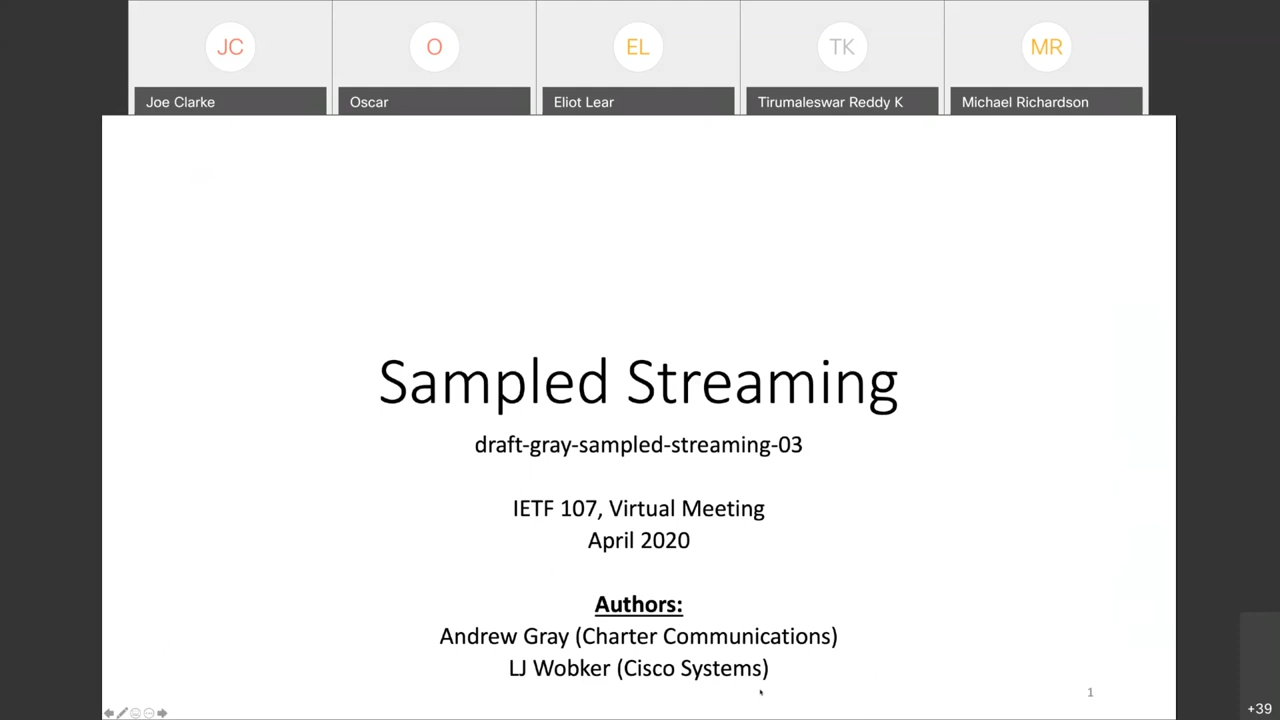 JC
O
EL
TK
MR
Joe Clarke
Oscar
Eliot Lear
Tirumaleswar Reddy K
Michael Richardson
Sampled Streaming
draft-gray-sampled-streaming-03
IETF 107, Virtual Meeting
April 2020
Authors:
Andrew Gray (Charter Communications)
LJ Wobker (Cisco Systems)
1
+39